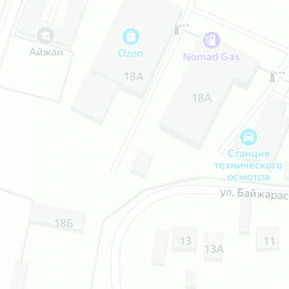 Айжан
Ozon
18А
Nomad Gas
18А
Станция
технического
осмотра
ул. Байжарас
18Б
13
13А
11